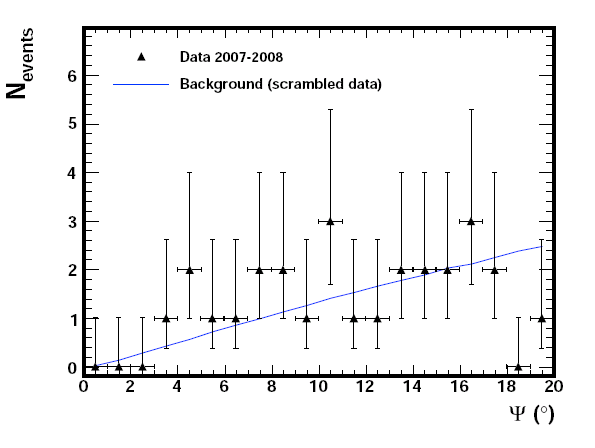 N events
Data 2007-2008
Background (scrambled data)
6
5
4
3
2
1
0
0 2 4 6 8 10 12 14 16 18 20
Ψ (°)